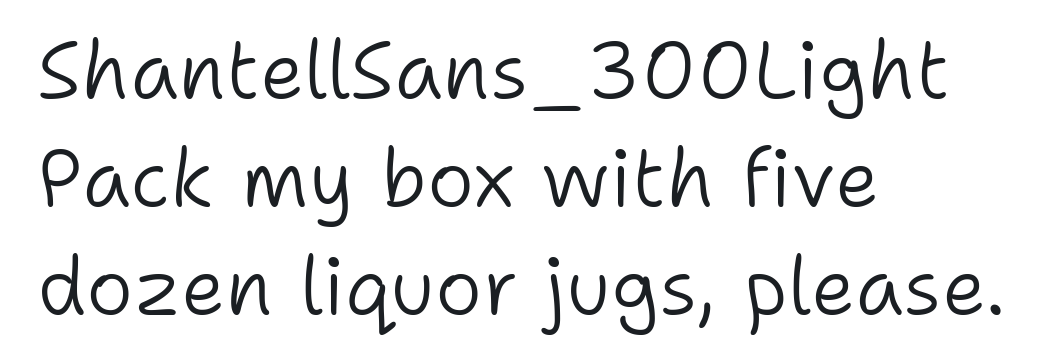 ShantellSans_300Light
Pack my box with five
dozen liquor jugs, please.